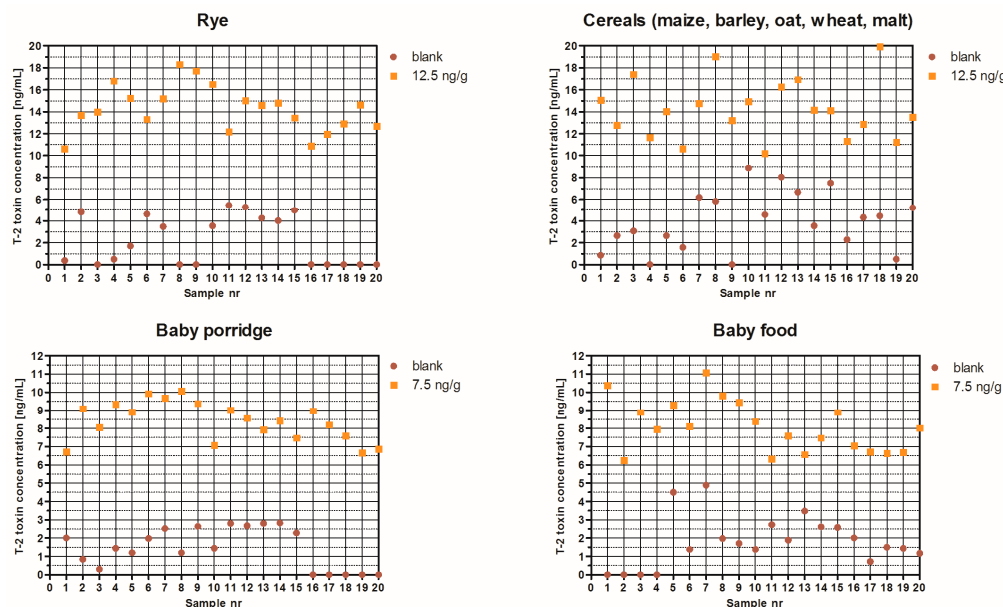 Rye
T-2 toxin concentration [ng/mL]
20
18
16
14
12
10
8
6
4
2
0
0 1 2 3 4 5 6 7 8 9 10 11 12 13 14 15 16 17 18 19 20
Sample nr
blank
12.5 ng/g
Cereals (maize, barley, oat, wheat, malt)
T-2 toxin concentration [ng/mL]
20
18
16
14
12
10
8
6
4
2
0
0 1 2 3 4 5 6 7 8 9 10 11 12 13 14 15 16 17 18 19 20
Sample nr
blank
12.5 ng/g
Baby porridge
T-2 toxin concentration [ng/mL]
12
11
10
9
8
7
6
5
4
3
2
1
0
0 1 2 3 4 5 6 7 8 9 10 11 12 13 14 15 16 17 18 19 20
Sample nr
blank
7.5 ng/g
Baby food
T-2 toxin concentration [ng/mL]
12
11
10
9
8
7
6
5
4
3
2
1
0
0 1 2 3 4 5 6 7 8 9 10 11 12 13 14 15 16 17 18 19 20
Sample nr
blank
7.5 ng/g